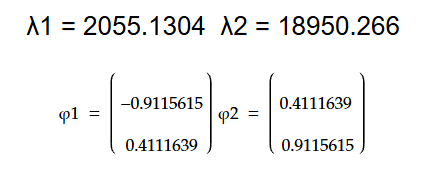 λ1 = 2055.1304 λ2 = 18950.266
φ1 = ( −0.9115615 0.4111639 ) φ2 = ( 0.4111639 0.9115615 )